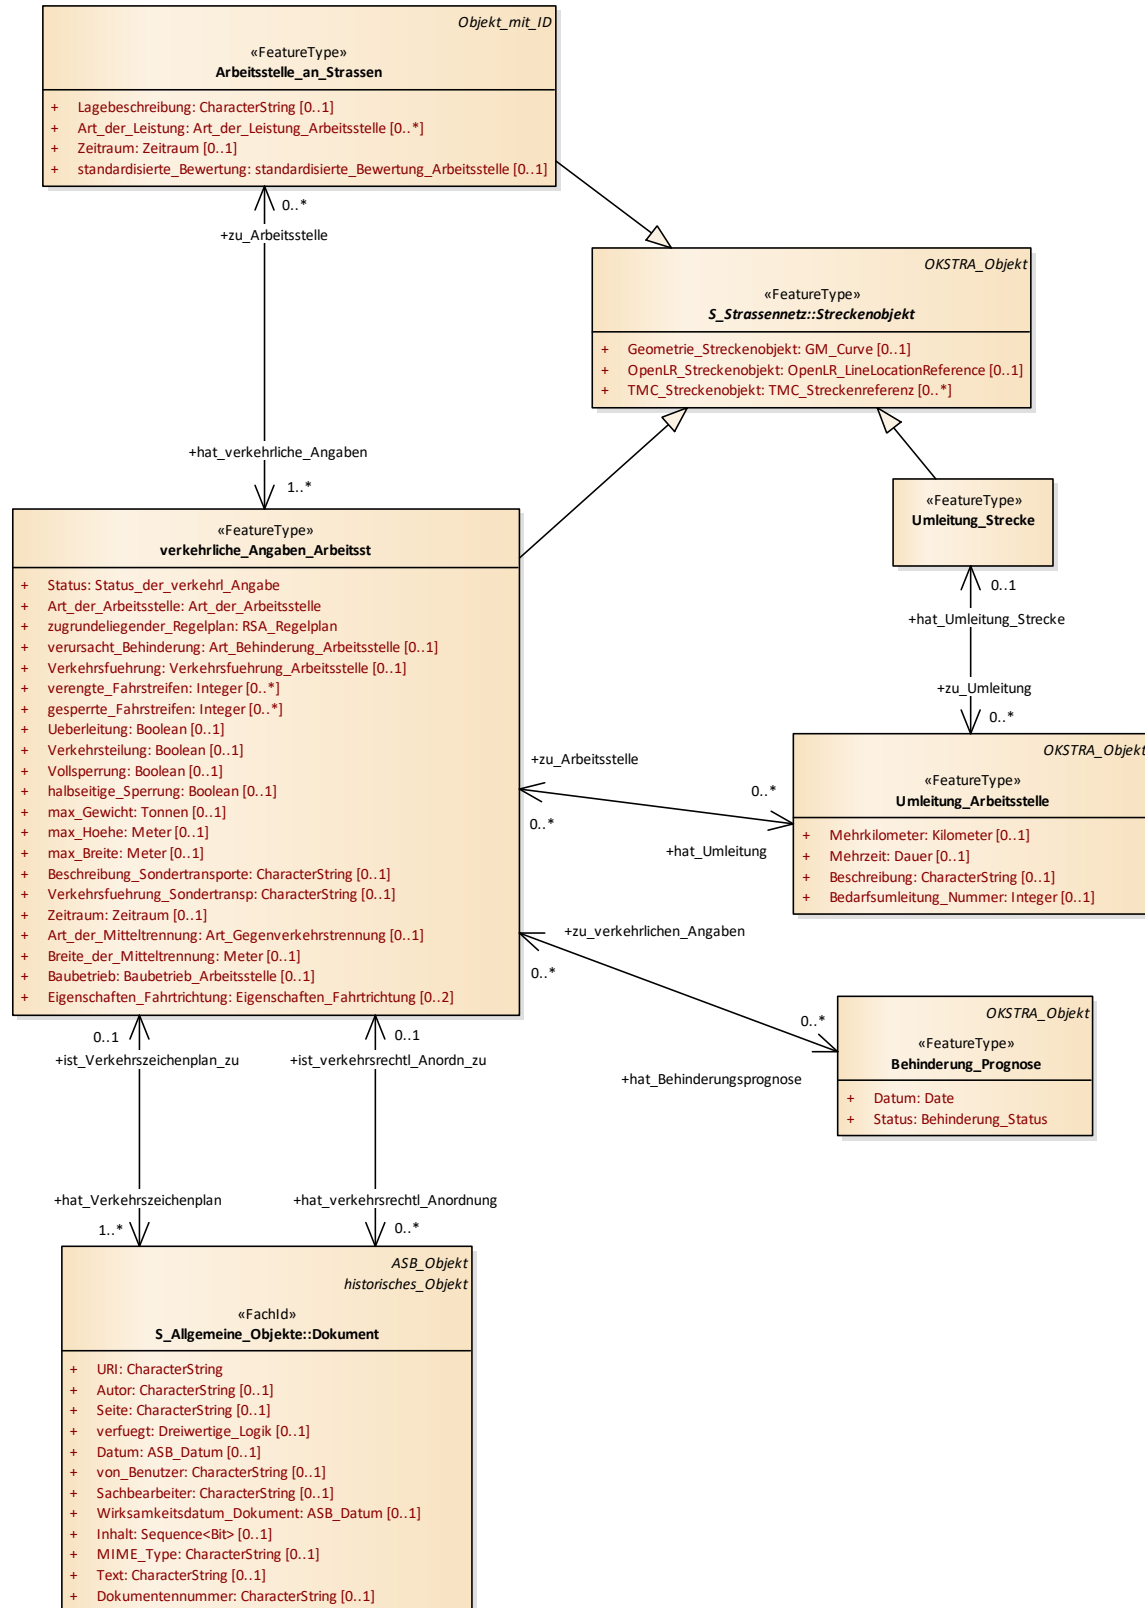 Objekt_mit_ID
«FeatureType»
Arbeitsstelle_an_Strassen
+ Lagebeschreibung: CharacterString [0..1]
+ Art_der_Leistung: Art_der_Leistung_Arbeitsstelle [0..*]
+ Zeitraum: Zeitraum [0..1]
+ standardisierte_Bewertung: standardisierte_Bewertung_Arbeitsstelle [0..1]
0..*
+zu_Arbeitsstelle
OKSTRA_Objekt
«FeatureType»
S_Strassennetz::Streckenobjekt
+ Geometrie_Streckenobjekt: GM_Curve [0..1]
+ OpenLR_Streckenobjekt: OpenLR_LineLocationReference [0..1]
+ TMC_Streckenobjekt: TMC_Streckenreferenz [0..*]
+hat_verkehrliche_Angaben
1..*
«FeatureType»
Umleitung_Strecke
0..1
+hat_Umleitung_Strecke
+zu_Umleitung
0..*
«FeatureType»
verkehrliche_Angaben_Arbeitsst
+ Status: Status_der_verkehrl_Angabe
+ Art_der_Arbeitsstelle: Art_der_Arbeitsstelle
+ zugrundeliegender_Regelplan: RSA_Regelplan
+ verursacht_Behinderung: Art_Behinderung_Arbeitsstelle [0..1]
+ Verkehrsfuehrung: Verkehrsfuehrung_Arbeitsstelle [0..1]
+ verengte_Fahrstreifen: Integer [0..*]
+ gesperrte_Fahrstreifen: Integer [0..*]
+ Ueberleitung: Boolean [0..1]
+ Verkehrsteilung: Boolean [0..1]
+ Vollsperrung: Boolean [0..1]
+ halbseitige_Sperrung: Boolean [0..1]
+ max_Gewicht: Tonnen [0..1]
+ max_Hoehe: Meter [0..1]
+ max_Breite: Meter [0..1]
+ Beschreibung_Sondertransporte: CharacterString [0..1]
+ Verkehrsfuehrung_Sondertransp: CharacterString [0..1]
+ Zeitraum: Zeitraum [0..1]
+ Art_der_Mitteltrennung: Art_Gegenverkehrstrennung [0..1]
+ Breite_der_Mitteltrennung: Meter [0..1]
+ Baubetrieb: Baubetrieb_Arbeitsstelle [0..1]
+ Eigenschaften_Fahrtrichtung: Eigenschaften_Fahrtrichtung [0..2]
+zu_Arbeitsstelle
0..*
0..*
+hat_Umleitung
OKSTRA_Objekt
«FeatureType»
Umleitung_Arbeitsstelle
+ Mehrkilometer: Kilometer [0..1]
+ Mehrzeit: Dauer [0..1]
+ Beschreibung: CharacterString [0..1]
+ Bedarfsumleitung_Nummer: Integer [0..1]
+zu_verkehrlichen_Angaben
0..*
0..*
+hat_Behinderungsprognose
OKSTRA_Objekt
«FeatureType»
Behinderung_Prognose
+ Datum: Date
+ Status: Behinderung_Status
0..1
0..1
+ist_Verkehrszeichenplan_zu
+ist_verkehrsrechtl_Anordn_zu
+hat_Verkehrszeichenplan
+hat_verkehrsrechtl_Anordnung
1..*
0..*
ASB_Objekt
historisches_Objekt
«FachId»
S_Allgemeine_Objekte::Dokument
+ URI: CharacterString
+ Autor: CharacterString [0..1]
+ Seite: CharacterString [0..1]
+ verfuegt: Dreiwertige_Logik [0..1]
+ Datum: ASB_Datum [0..1]
+ von_Benutzer: CharacterString [0..1]
+ Sachbearbeiter: CharacterString [0..1]
+ Wirksamkeitsdatum_Dokument: ASB_Datum [0..1]
+ Inhalt: Sequence<Bit> [0..1]
+ MIME_Type: CharacterString [0..1]
+ Text: CharacterString [0..1]
+ Dokumentennummer: CharacterString [0..1]